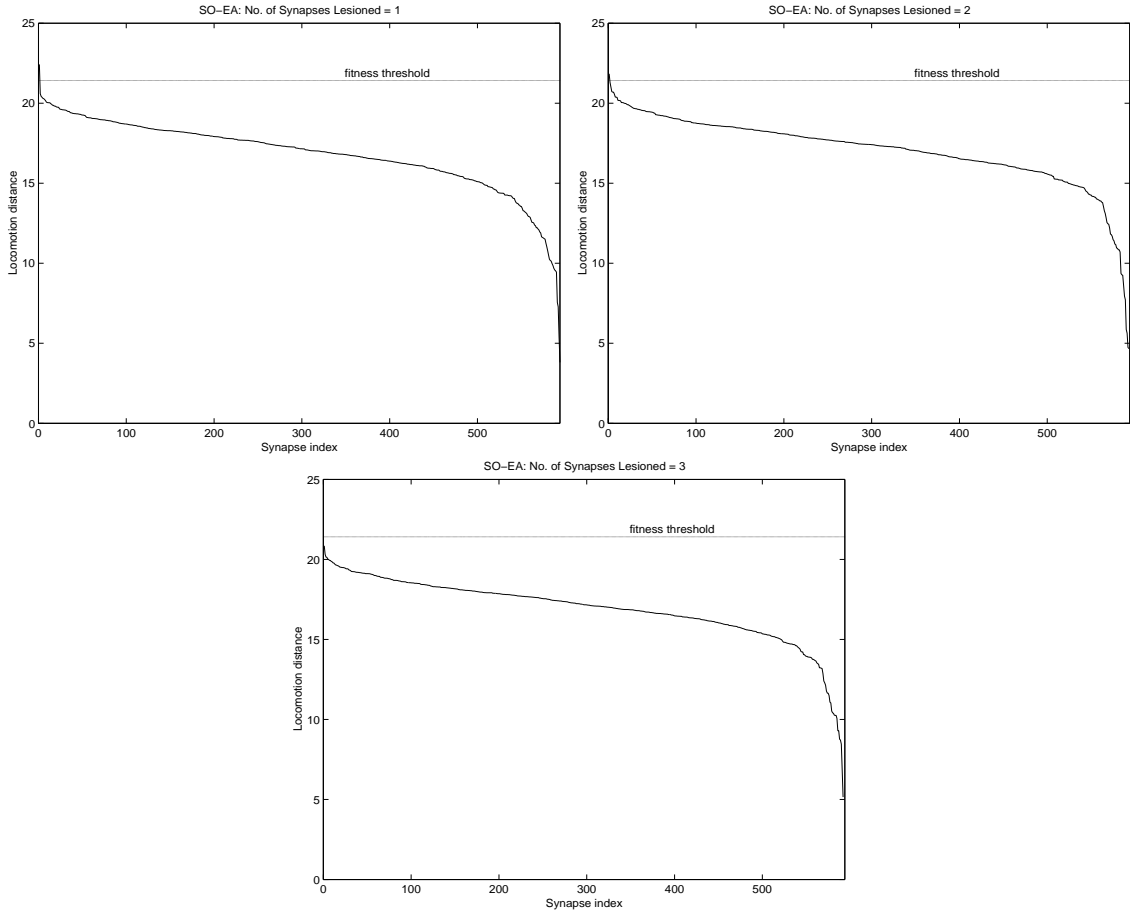 SO-EA: No. of Synapses Lesioned = 1
25
20
15
10
5
0
0 100 200 300 400 500
Locomotion distance
Synapse index
fitness threshold
SO-EA: No. of Synapses Lesioned = 2
25
20
15
10
5
0
0 100 200 300 400 500
Locomotion distance
Synapse index
fitness threshold
SO-EA: No. of Synapses Lesioned = 3
25
20
15
10
5
0
0 100 200 300 400 500
Locomotion distance
Synapse index
fitness threshold